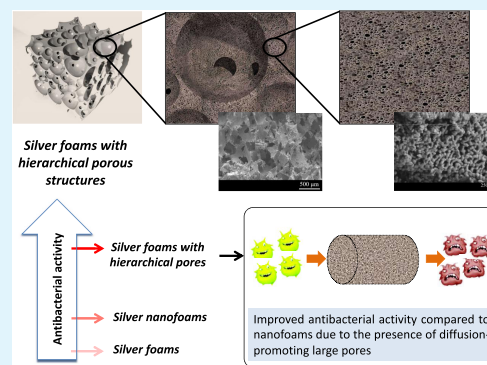 500 µm
Silver foams with
hierarchical porous
structures
Antibacterial activity
Silver foams with
hierarchical pores
Silver nanofoams
Silver foams
Improved antibacterial activity compared to
nanofoams due to the presence of diffusion-
promoting large pores